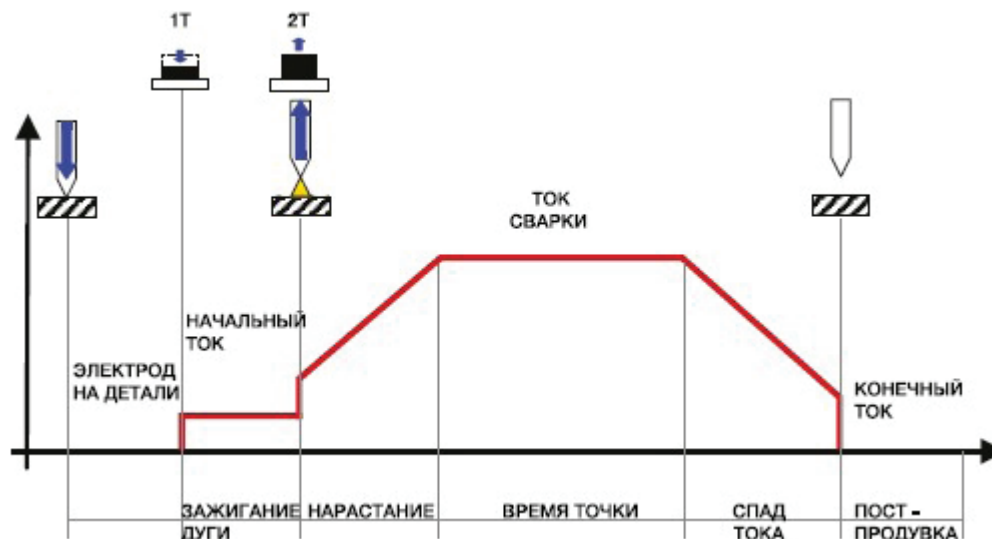 1T
2T
ТОК
СВАРКИ
НАЧАЛЬНЫЙ
ТОК
ЭЛЕКТРОД
НА ДЕТАЛИ
КОНЕЧНЫЙ
ТОК
ЗАЖИГАНИЕ
ДУГИ
НАРАСТАНИЕ
ВРЕМЯ ТОЧКИ
СПАД
ТОКА
ПОСТ –
ПРОДУВКА